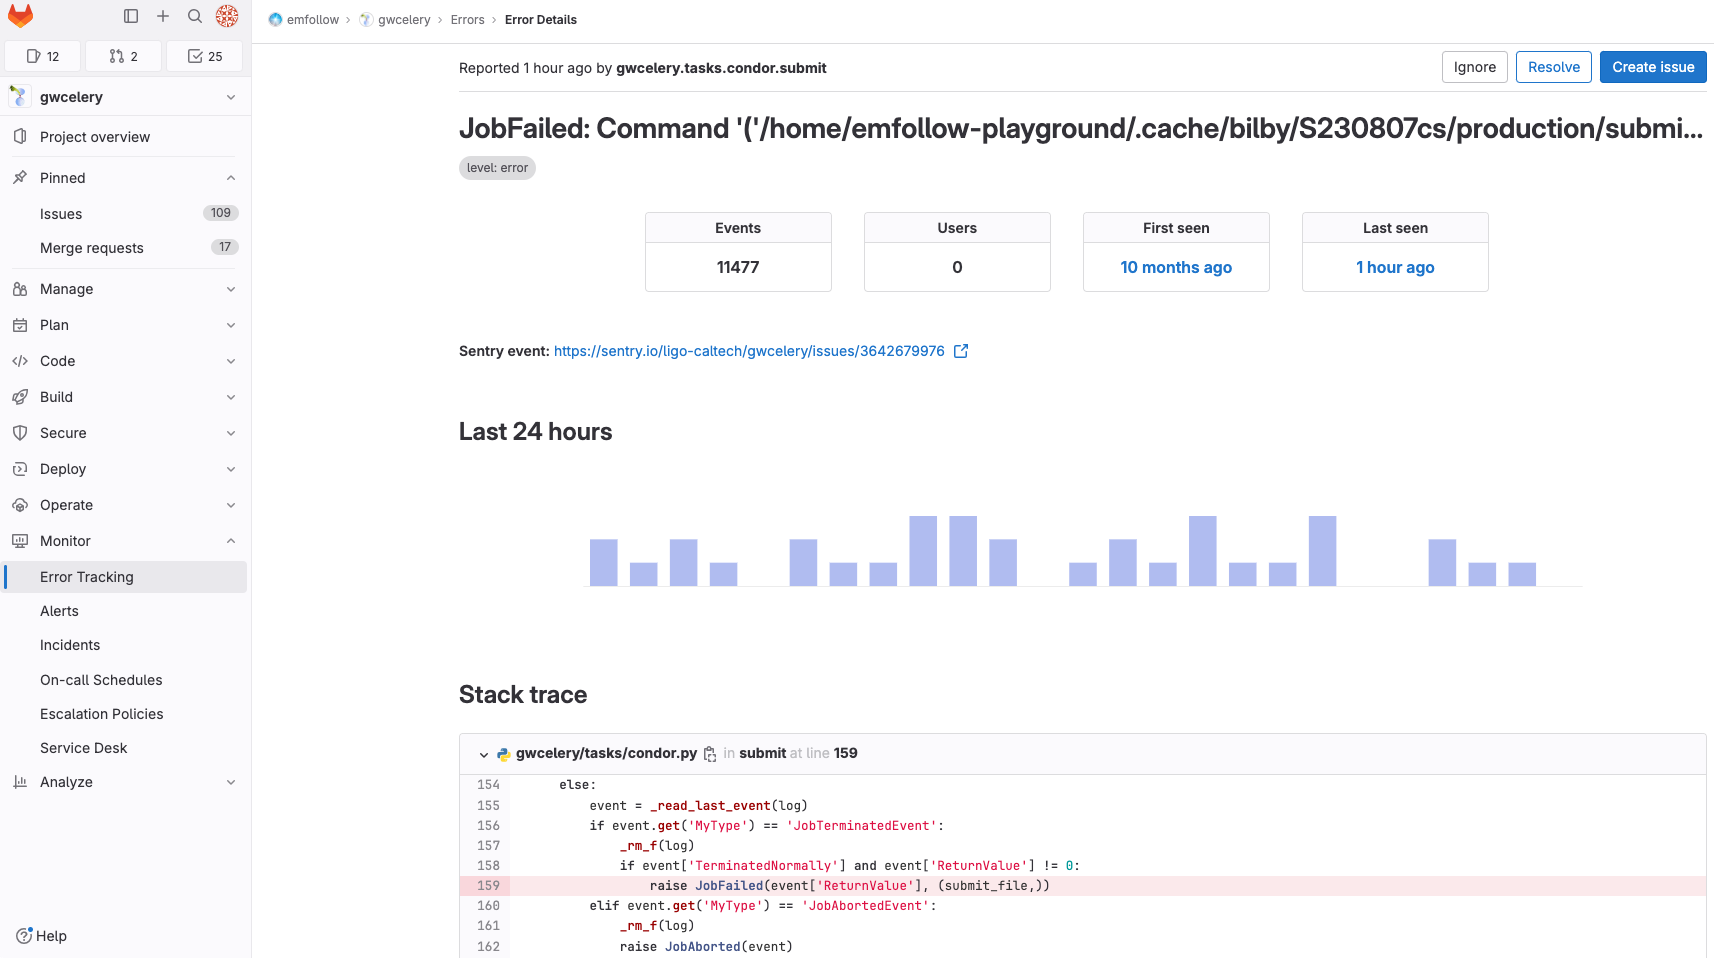 emfollow › gwcelery › Errors › Error Details
12 2 25
gwcelery
Project overview
Pinned
Issues 109
Merge requests 17
Manage
Plan
Code
Build
Secure
Deploy
Operate
Monitor
Error Tracking
Alerts
Incidents
On-call Schedules
Escalation Policies
Service Desk
Analyze
Help
Reported 1 hour ago by gwcelery.tasks.condor.submit
Ignore Resolve Create issue
JobFailed: Command '('/home/emfollow-playground/.cache/bilby/S230807cs/production/submi...
level: error
Events Users First seen Last seen
11477 0 10 months ago 1 hour ago
Sentry event: https://sentry.io/ligo-caltech/gwcelery/issues/3642679976
Last 24 hours
Stack trace
gwcelery/tasks/condor.py in submit at line 159
154 else:
155 event = _read_last_event(log)
156 if event.get('MyType') == 'JobTerminatedEvent':
157 _rm_f(log)
158 if event['TerminatedNormally'] and event['ReturnValue'] != 0:
159 raise JobFailed(event['ReturnValue'], (submit_file,))
160 elif event.get('MyType') == 'JobAbortedEvent':
161 _rm_f(log)
162 raise JobAborted(event)